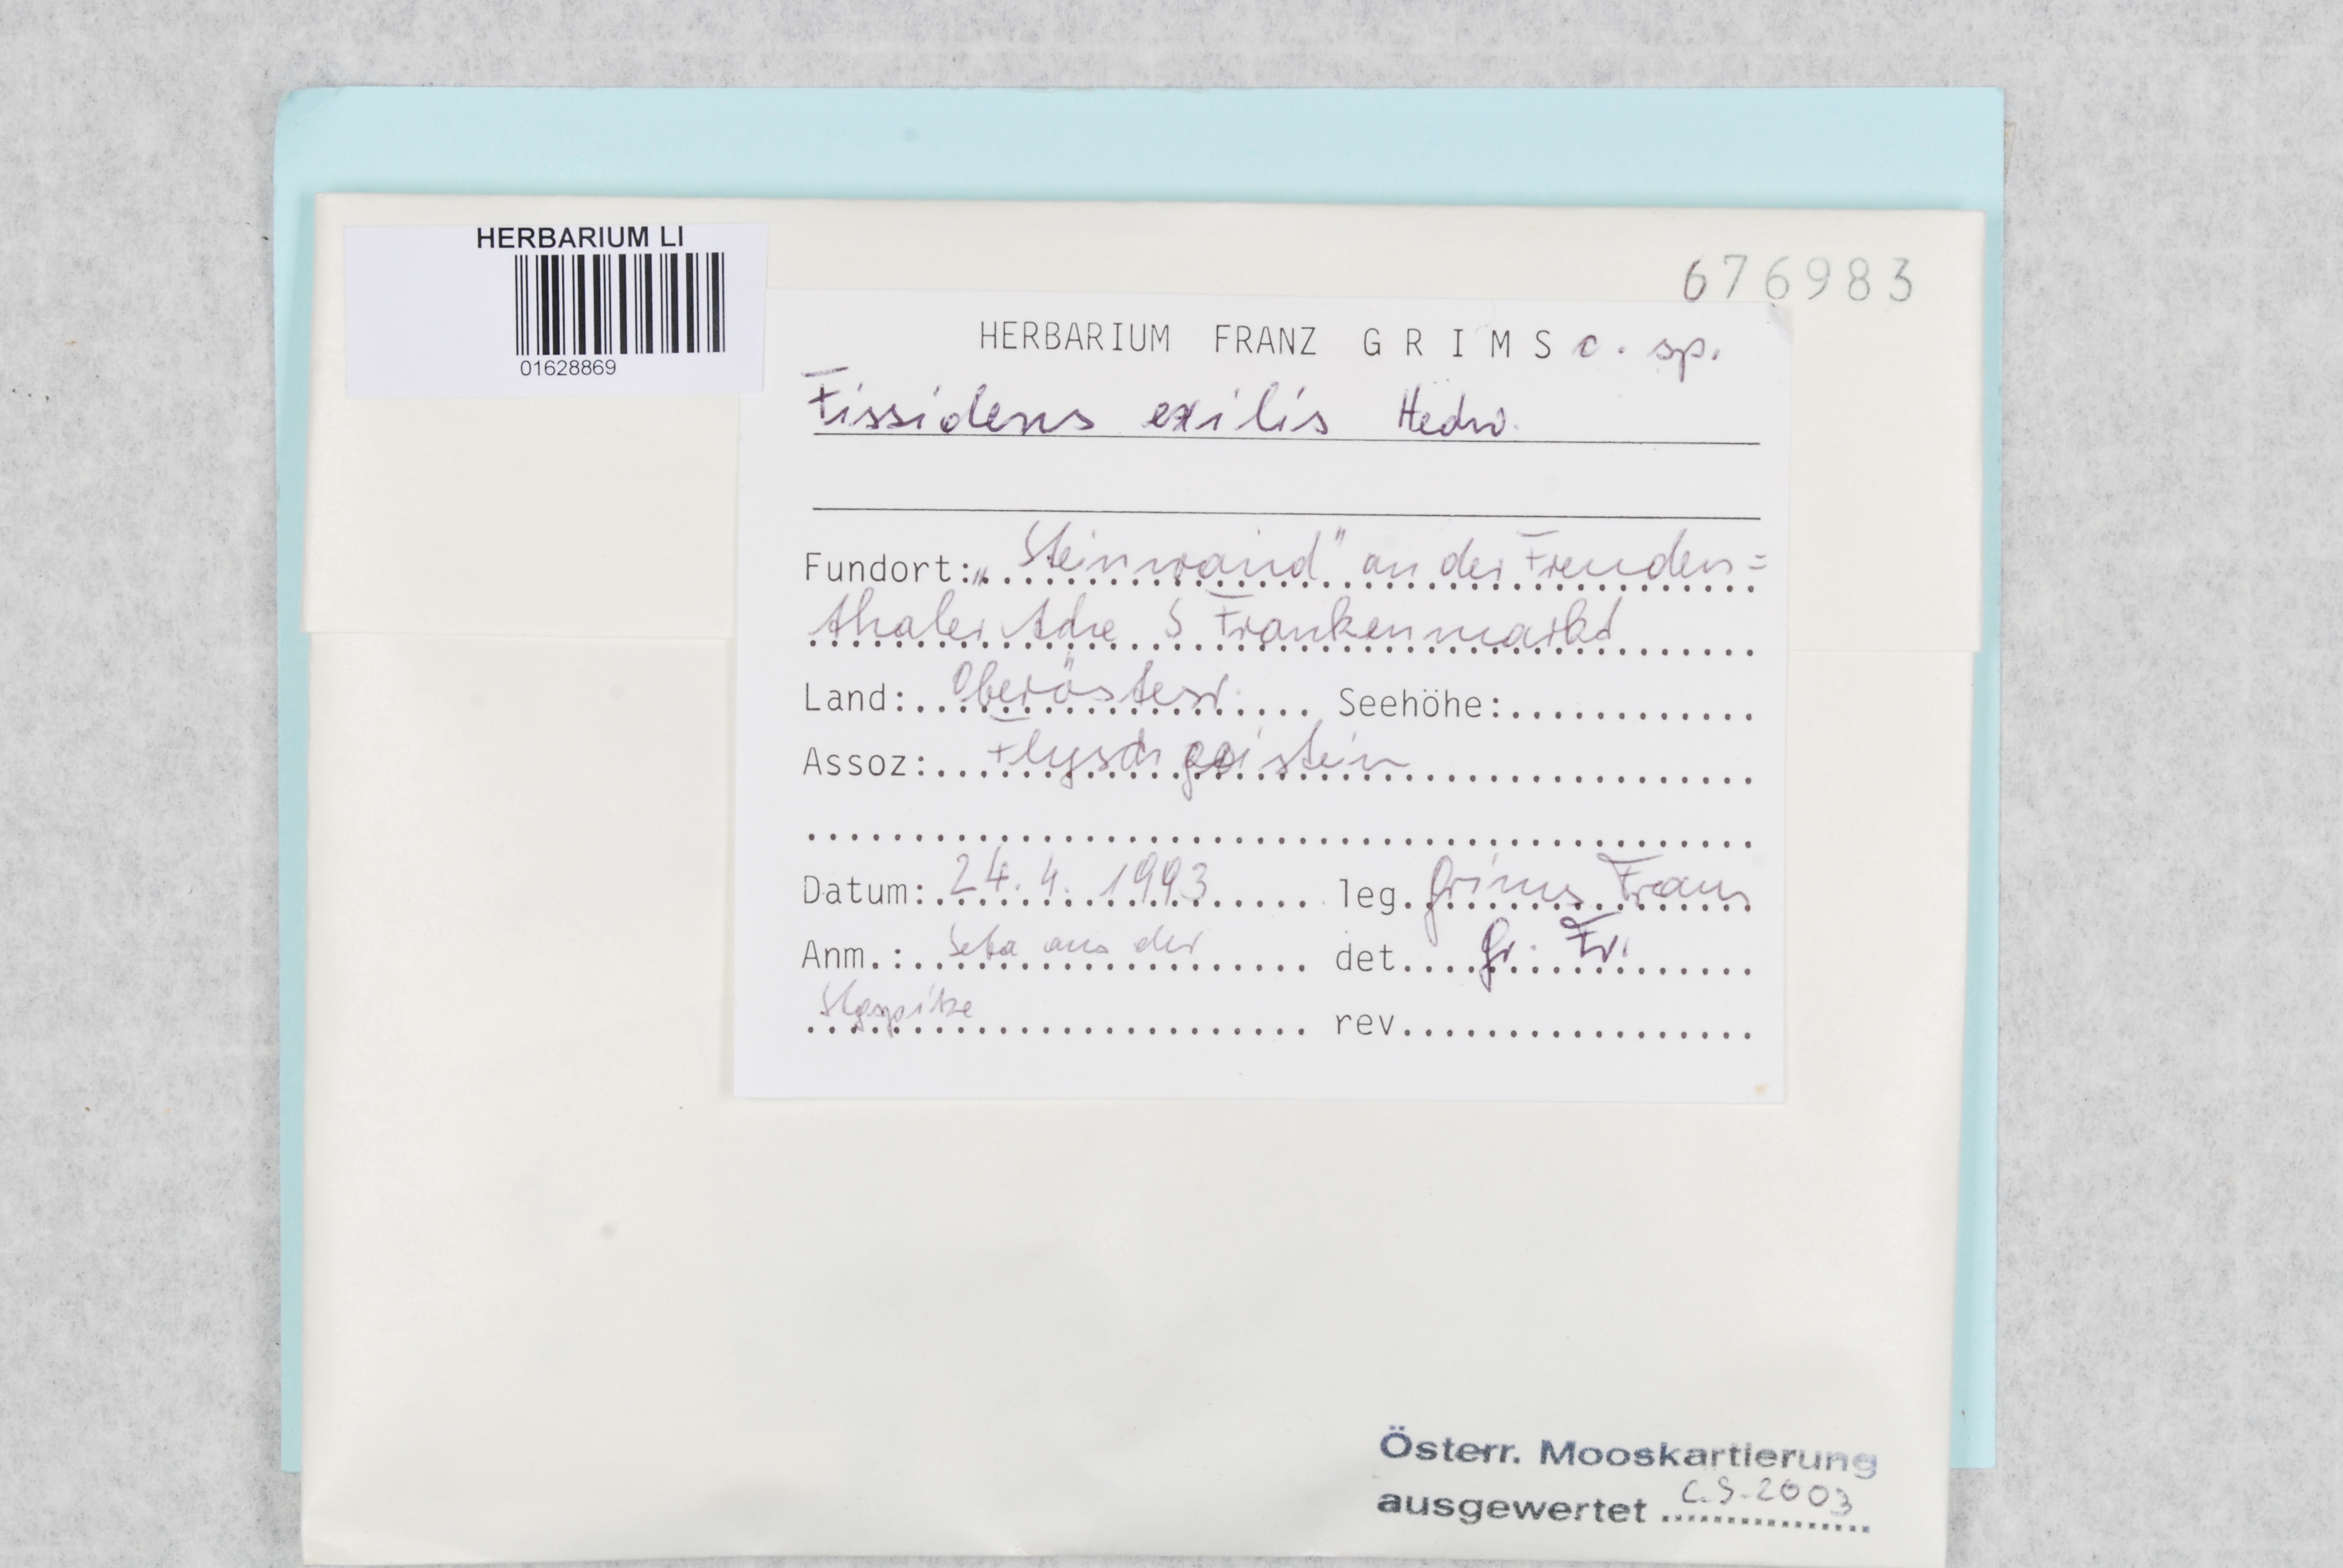 HERBARIUM LI
01628869
676983
HERBARIUM FRANZ GRIMS c. sp.
Fissidens exilis Hedw.
Fundort: „Steinwand" an der Freuden=
thaler Ache S Frankenmarkt
Land: Oberösterr. Seehöhe:
Assoz: Flysch
Datum: 24. 4. 1993 leg. Grims Franz
Anm.: Seta aus der det. Gr. Fr.
Stgspitze rev.
Österr. Mooskartierung
ausgewertet C.S. 2003